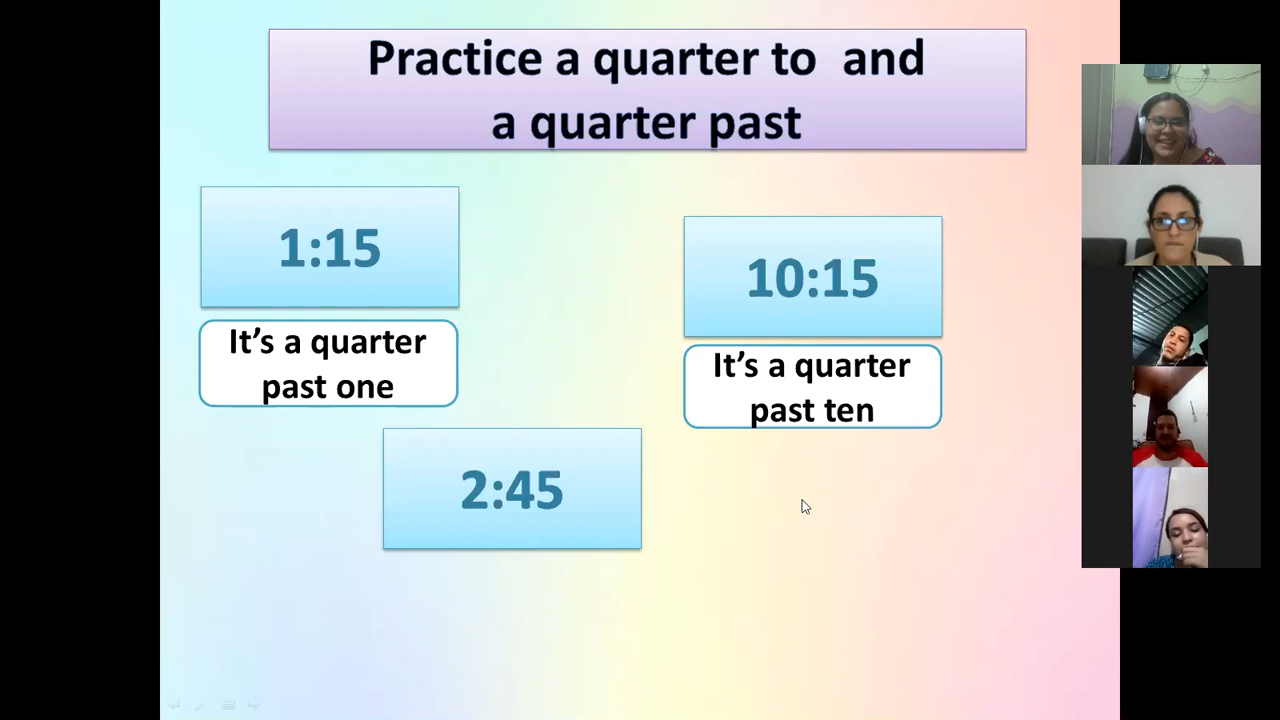 Practice a quarter to  and
a quarter past
1:15
10:15
It’s a quarter
past one
It’s a quarter
past ten
2:45